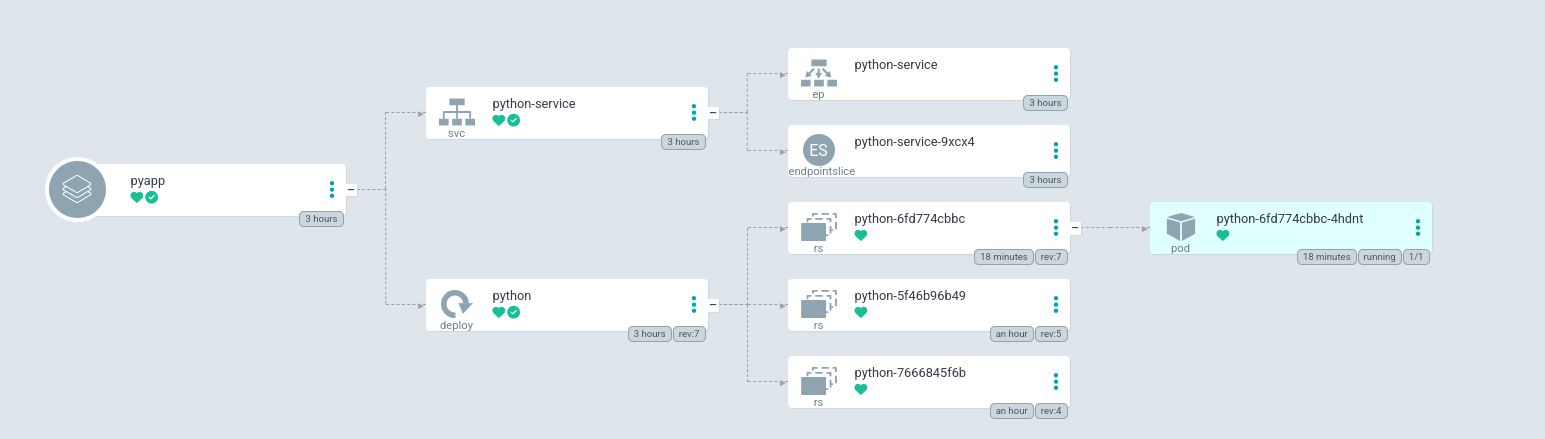 pyapp
3 hours
python-service
svc
3 hours
python
deploy
3 hours rev:7
python-service
ep
3 hours
ES
python-service-9xcx4
endpointslice
3 hours
python-6fd774cbbc
rs
18 minutes rev:7
python-5f46b96b49
rs
an hour rev:5
python-7666845f6b
rs
an hour rev:4
python-6fd774cbbc-4hdnt
pod
18 minutes running 1/1